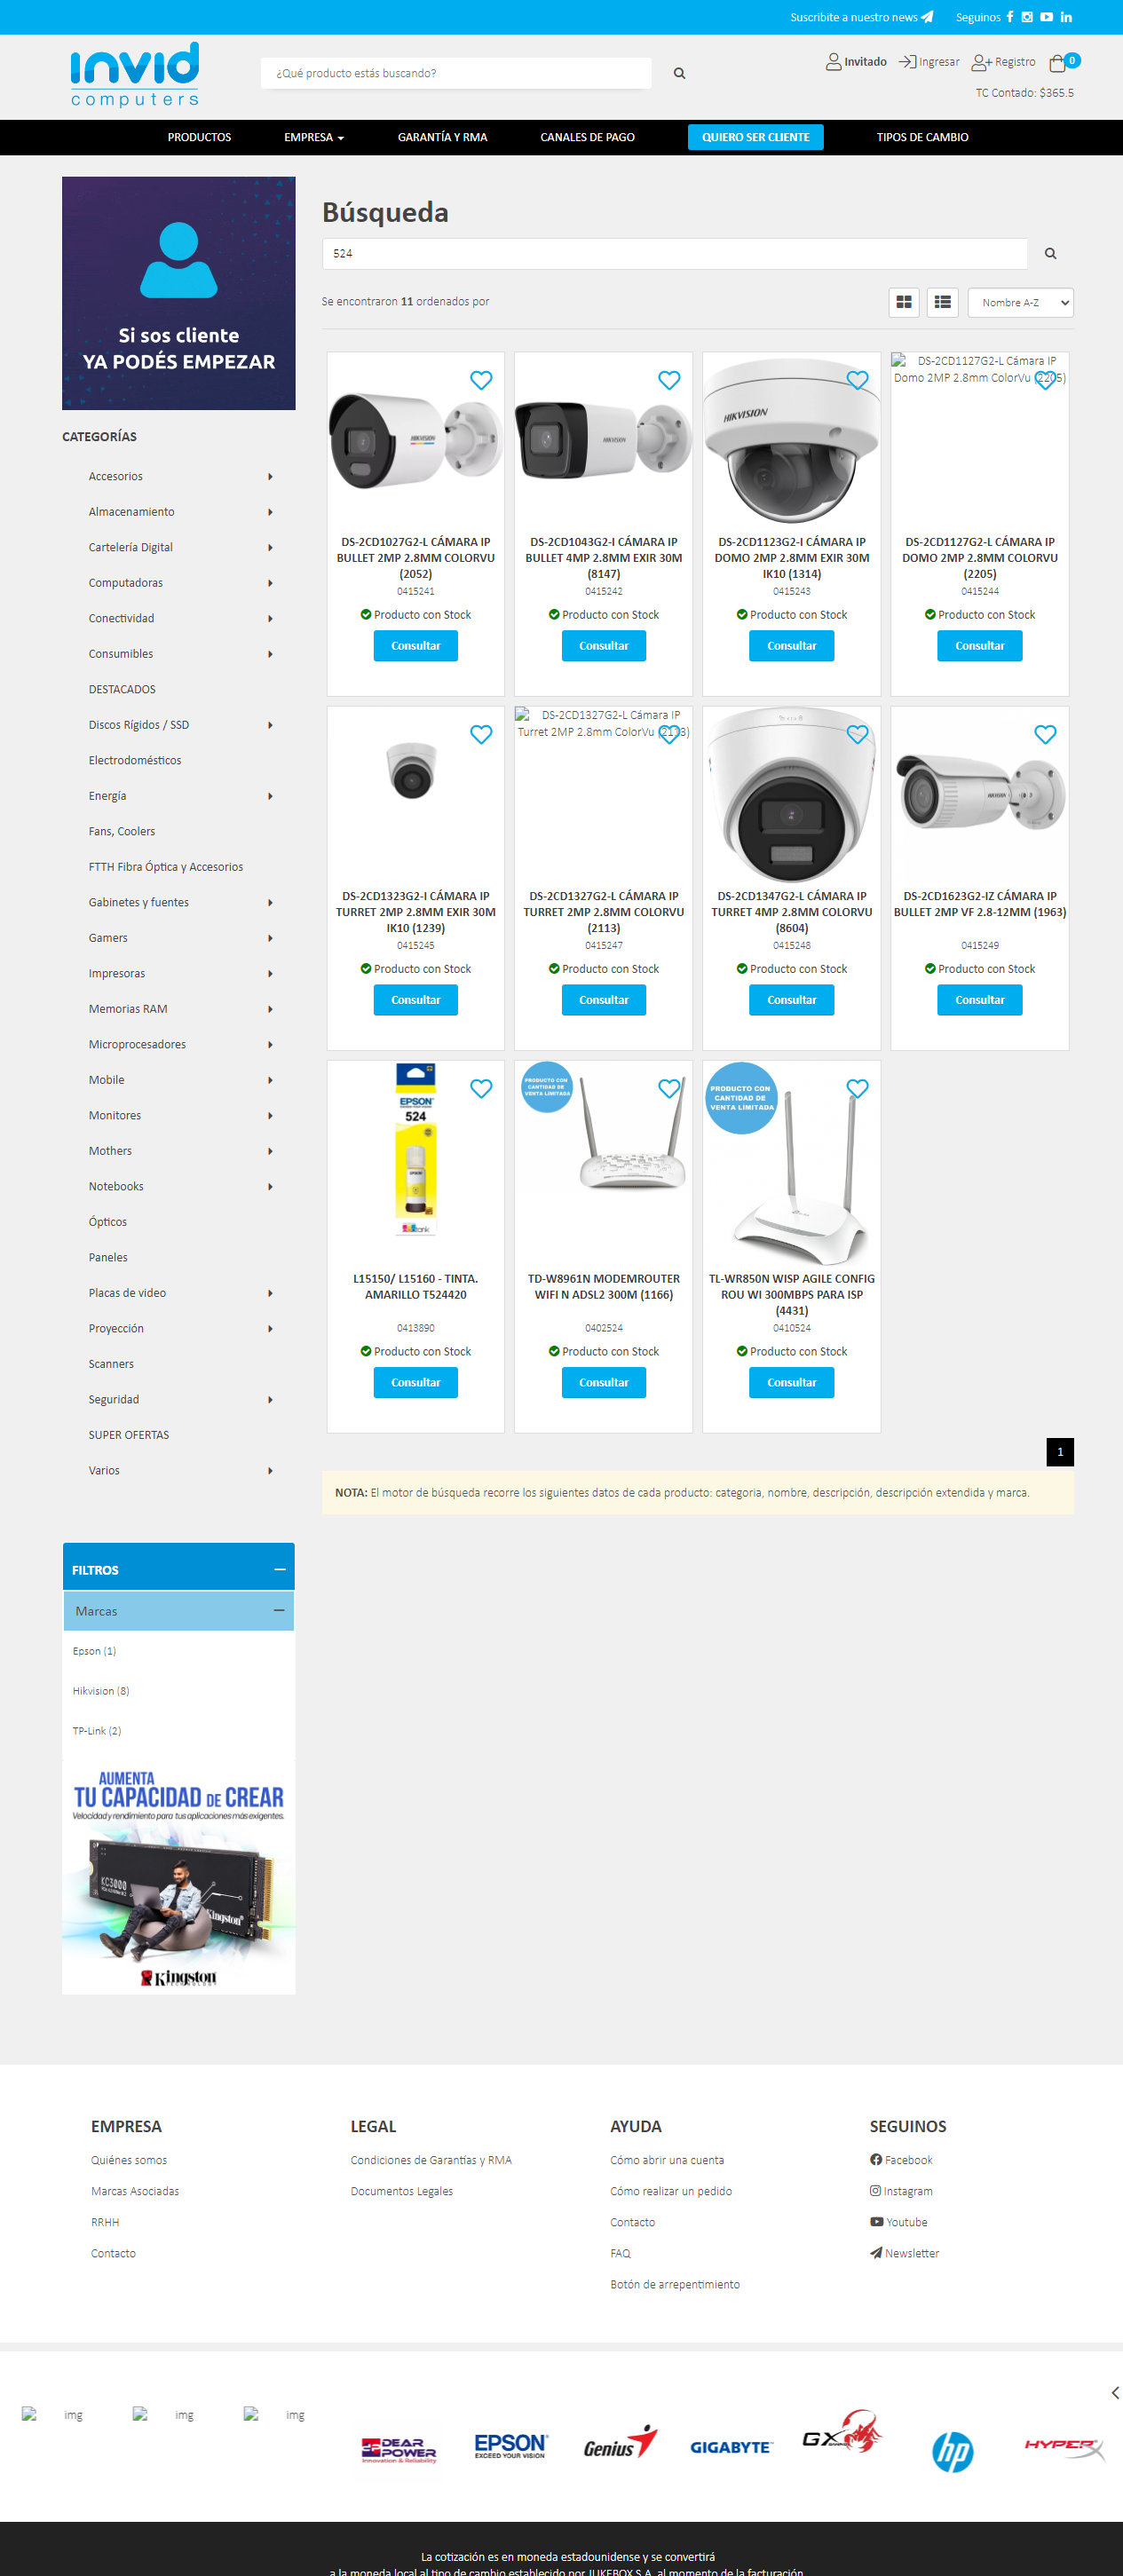 Suscribite a nuestro news
Seguinos
invid
computers
¿Qué producto estás buscando?
Invitado
Ingresar
Registro
0
TC Contado: $365.5
PRODUCTOS
EMPRESA
GARANTÍA Y RMA
CANALES DE PAGO
QUIERO SER CLIENTE
TIPOS DE CAMBIO
Si sos cliente
YA PODÉS EMPEZAR
CATEGORÍAS
Accesorios
Almacenamiento
Cartelería Digital
Computadoras
Conectividad
Consumibles
DESTACADOS
Discos Rígidos / SSD
Electrodomésticos
Energía
Fans, Coolers
FTTH Fibra Óptica y Accesorios
Gabinetes y fuentes
Gamers
Impresoras
Memorias RAM
Microprocesadores
Mobile
Monitores
Mothers
Notebooks
Ópticos
Paneles
Placas de video
Proyección
Scanners
Seguridad
SUPER OFERTAS
Varios
FILTROS
Marcas
Epson (1)
Hikvision (8)
TP-Link (2)
AUMENTA
TU CAPACIDAD DE CREAR
Velocidad y rendimiento para tus aplicaciones más exigentes.
KC3000
Kingston
Kingston
TECHNOLOGY
Búsqueda
524
Se encontraron 11 ordenados por
Nombre A-Z
HIKVISION
DS-2CD1027G2-L CÁMARA IP
BULLET 2MP 2.8MM COLORVU
(2052)
0415241
Producto con Stock
Consultar
HIKVISION
DS-2CD1043G2-I CÁMARA IP
BULLET 4MP 2.8MM EXIR 30M
(8147)
0415242
Producto con Stock
Consultar
HIKVISION
DS-2CD1123G2-I CÁMARA IP
DOMO 2MP 2.8MM EXIR 30M
IK10 (1314)
0415243
Producto con Stock
Consultar
DS-2CD1127G2-L Cámara IP
Domo 2MP 2.8mm ColorVu (2205)
DS-2CD1127G2-L CÁMARA IP
DOMO 2MP 2.8MM COLORVU
(2205)
0415244
Producto con Stock
Consultar
DS-2CD1323G2-I CÁMARA IP
TURRET 2MP 2.8MM EXIR 30M
IK10 (1239)
0415245
Producto con Stock
Consultar
DS-2CD1327G2-L Cámara IP
Turret 2MP 2.8mm ColorVu (2113)
DS-2CD1327G2-L CÁMARA IP
TURRET 2MP 2.8MM COLORVU
(2113)
0415247
Producto con Stock
Consultar
DS-2CD1347G2-L CÁMARA IP
TURRET 4MP 2.8MM COLORVU
(8604)
0415248
Producto con Stock
Consultar
HIKVISION
DS-2CD1623G2-IZ CÁMARA IP
BULLET 2MP VF 2.8-12MM (1963)
0415249
Producto con Stock
Consultar
EPSON
524
L15150/ L15160 - TINTA.
AMARILLO T524420
0413890
Producto con Stock
Consultar
PRODUCTO CON
CANTIDAD DE
VENTA LIMITADA
TD-W8961N MODEMROUTER
WIFI N ADSL2 300M (1166)
0402524
Producto con Stock
Consultar
PRODUCTO CON
CANTIDAD DE
VENTA LÍMITADA
TL-WR850N WISP AGILE CONFIG
ROU WI 300MBPS PARA ISP
(4431)
0410524
Producto con Stock
Consultar
1
NOTA: El motor de búsqueda recorre los siguientes datos de cada producto: categoria, nombre, descripción, descripción extendida y marca.
EMPRESA
Quiénes somos
Marcas Asociadas
RRHH
Contacto
LEGAL
Condiciones de Garantías y RMA
Documentos Legales
AYUDA
Cómo abrir una cuenta
Cómo realizar un pedido
Contacto
FAQ
Botón de arrepentimiento
SEGUINOS
Facebook
Instagram
Youtube
Newsletter
img
img
img
DEAR
POWER
Innovation & Reliability
EPSON
EXCEED YOUR VISION
Genius
GIGABYTE
GX
hp
HYPERX
La cotización es en moneda estadounidense y se convertirá
a la moneda local al tipo de cambio establecido por JUKEBOX S.A. al momento de la facturación